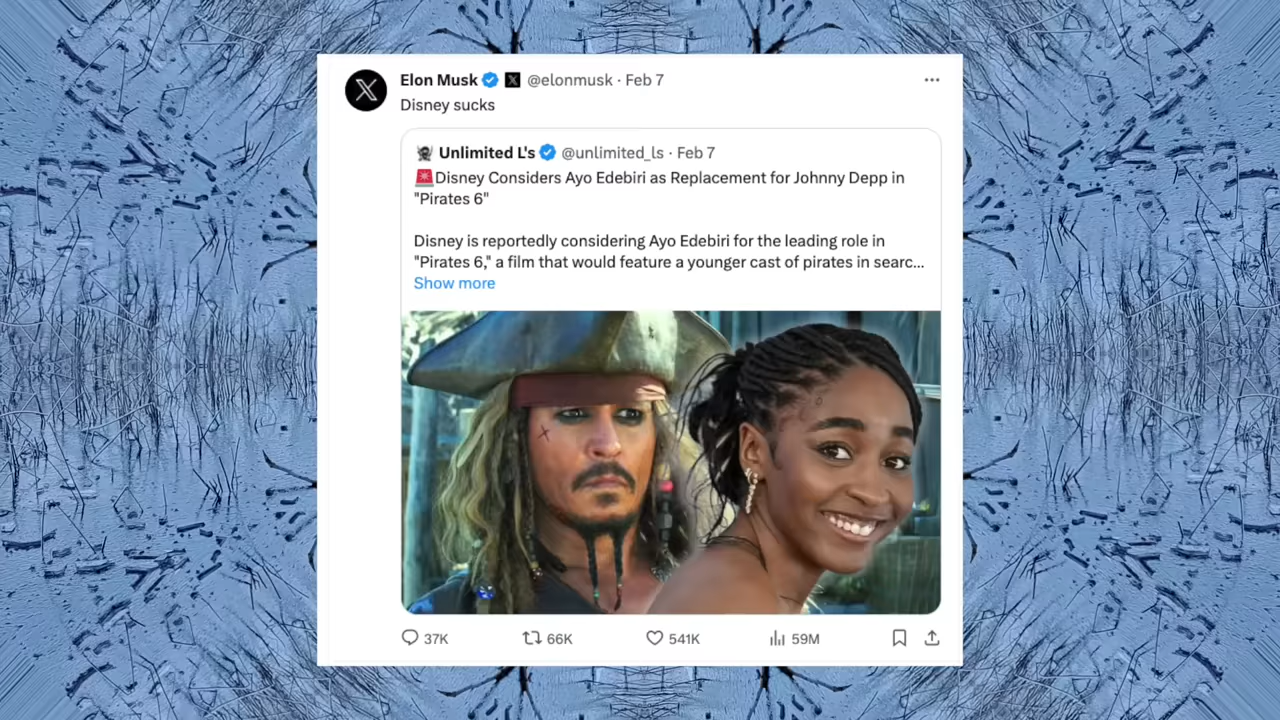 Elon Musk @elonmusk · Feb 7
Disney sucks
Unlimited L's @unlimited_ls · Feb 7
🚨Disney Considers Ayo Edebiri as Replacement for Johnny Depp in
"Pirates 6"
Disney is reportedly considering Ayo Edebiri for the leading role in
"Pirates 6," a film that would feature a younger cast of pirates in searc...
Show more
37K 66K 541K 59M